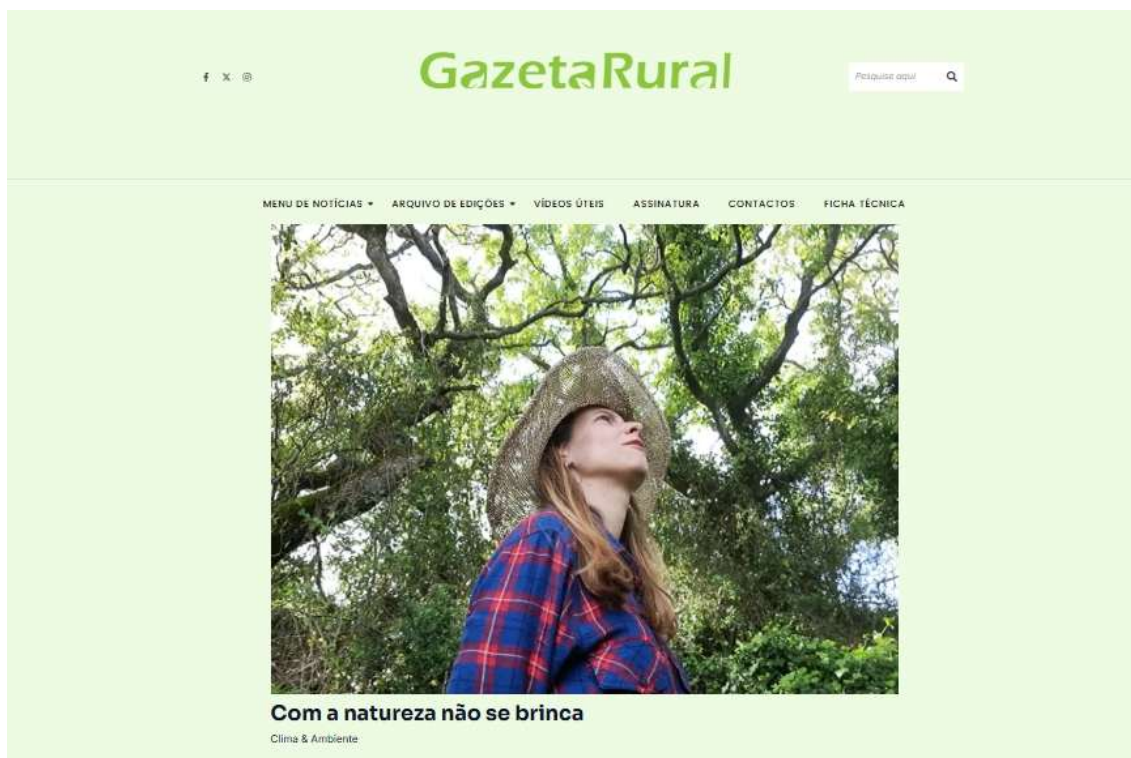 GazetaRural
Pesquise aqui
MENU DE NOTÍCIAS ARQUIVO DE EDIÇÕES VÍDEOS ÚTEIS ASSINATURA CONTACTOS FICHA TÉCNICA
Com a natureza não se brinca
Clima & Ambiente